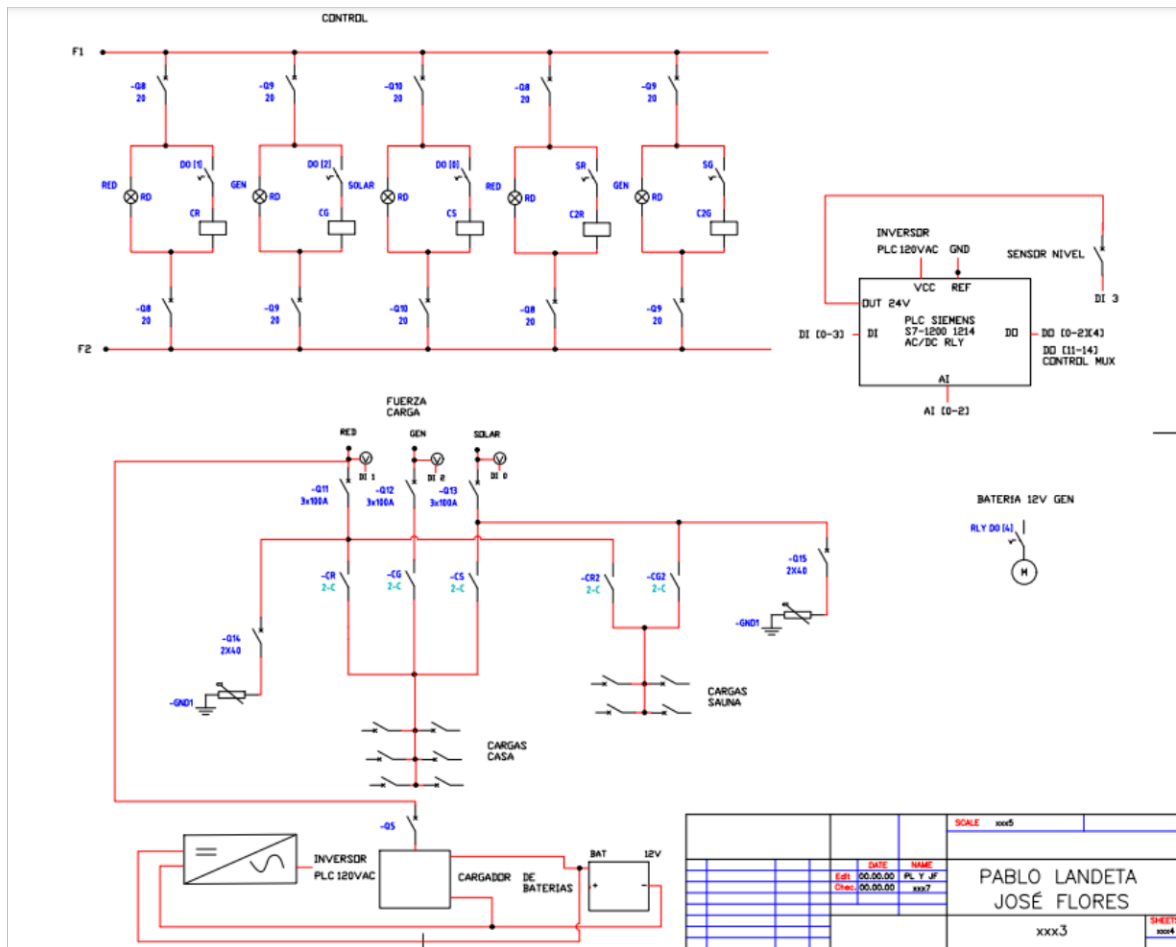 CONTROL
F1
-Q8
20
-Q9
20
-Q10
20
-Q8
20
-Q9
20
DO [1]
DO [2]
DO [0]
SR
SG
RED
RD
GEN
RD
SOLAR
RD
RED
RD
GEN
RD
CR
CG
CS
C2R
C2G
-Q8
20
-Q9
20
-Q10
20
-Q8
20
-Q9
20
F2
INVERSOR
PLC 120VAC
GND
SENSOR NIVEL
DI 3
VCC
REF
OUT 24V
PLC SIEMENS
S7-1200 1214
AC/DC RLY
DI [0-3]
DI
DO
DO [0-2][4]
DO [11-14]
CONTROL MUX
AI
AI [0-2]
FUERZA
CARGA
RED
GEN
SOLAR
V
V
V
DI 1
DI 2
DI 0
-Q11
3x100A
-Q12
3x100A
-Q13
3x100A
-CR
2-C
-CG
2-C
-CS
2-C
-CR2
2-C
-CG2
2-C
-Q15
2X40
-GND1
-Q14
2X40
-GND1
BATERIA 12V GEN
RLY DO [4]
M
CARGAS
SAUNA
CARGAS
CASA
-Q5
INVERSOR
PLC 120VAC
CARGADOR DE
BATERIAS
BAT
12V
+
-
SCALE xxx5
DATE
NAME
Edit.
00.00.00
PL Y JF
Chec.
00.00.00
xxx7
PABLO LANDETA
JOSÉ FLORES
xxx3
SHEETS